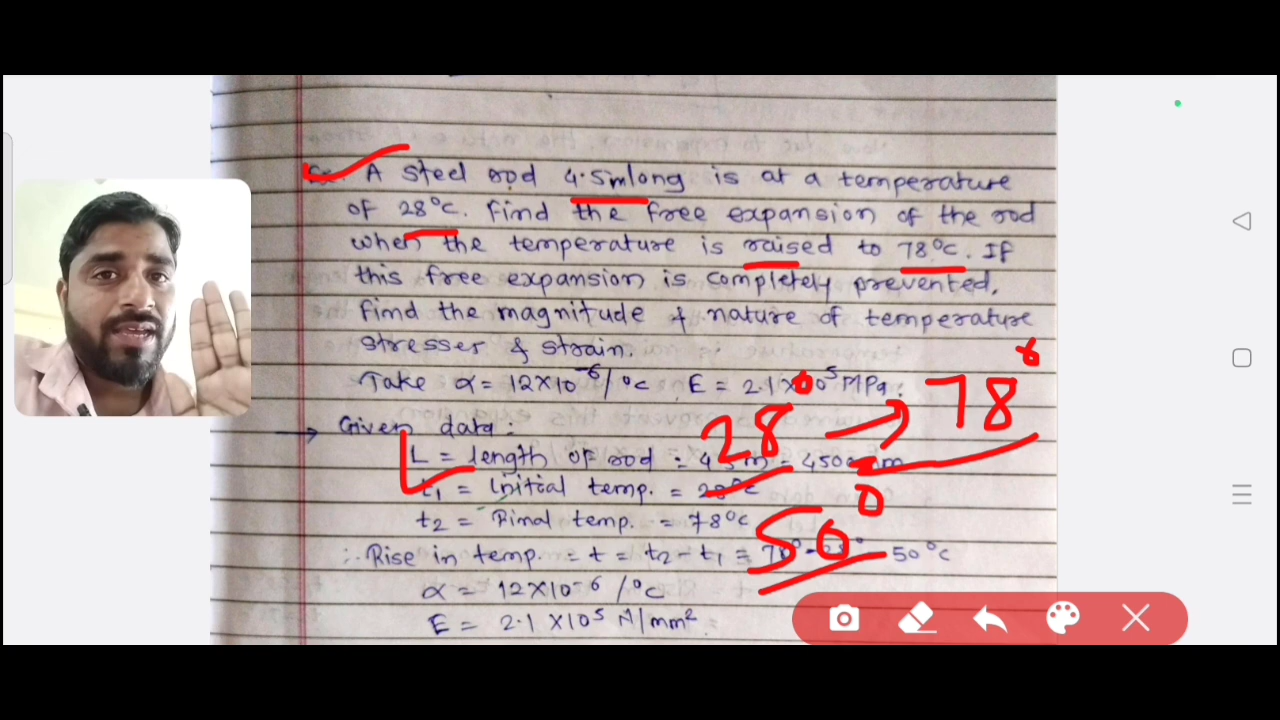 A steel rod 4.5m long is at a temperature
of 28°C. Find the free expansion of the rod
when the temperature is raised to 78°C. If
this free expansion is completely prevented,
Find the magnitude & nature of temperature
stresses & strain.
Take α = 12×10⁻⁶/°C, E = 2.1×10⁵ MPa.
28° → 78°
→ Given data:
L = length of rod = 4.5m = 4500mm
t₁ = initial temp. = 28°C
t₂ = Final temp. = 78°C
50°
∴ Rise in temp. = t = t₂ - t₁ = 78° - 28° = 50°C
α = 12×10⁻⁶ /°C
E = 2.1 ×10⁵ N/mm²